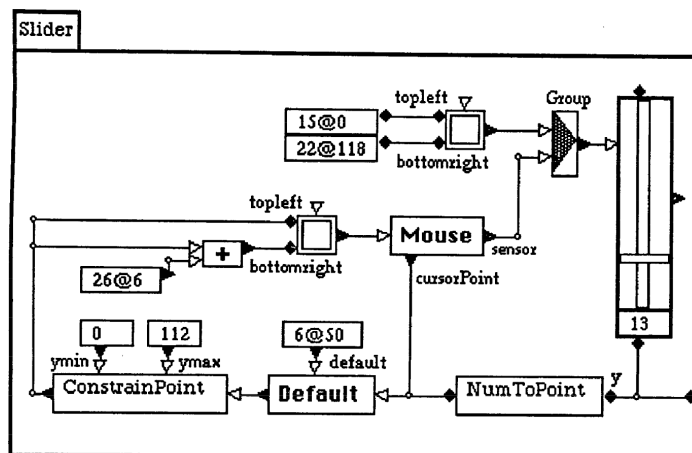 Slider
topleft
Group
15@0
22@118
bottomright
topleft
Mouse
sensor
+
bottomright
cursorPoint
26@6
13
0
112
6@50
ymin
ymax
default
y
ConstrainPoint
Default
NumToPoint